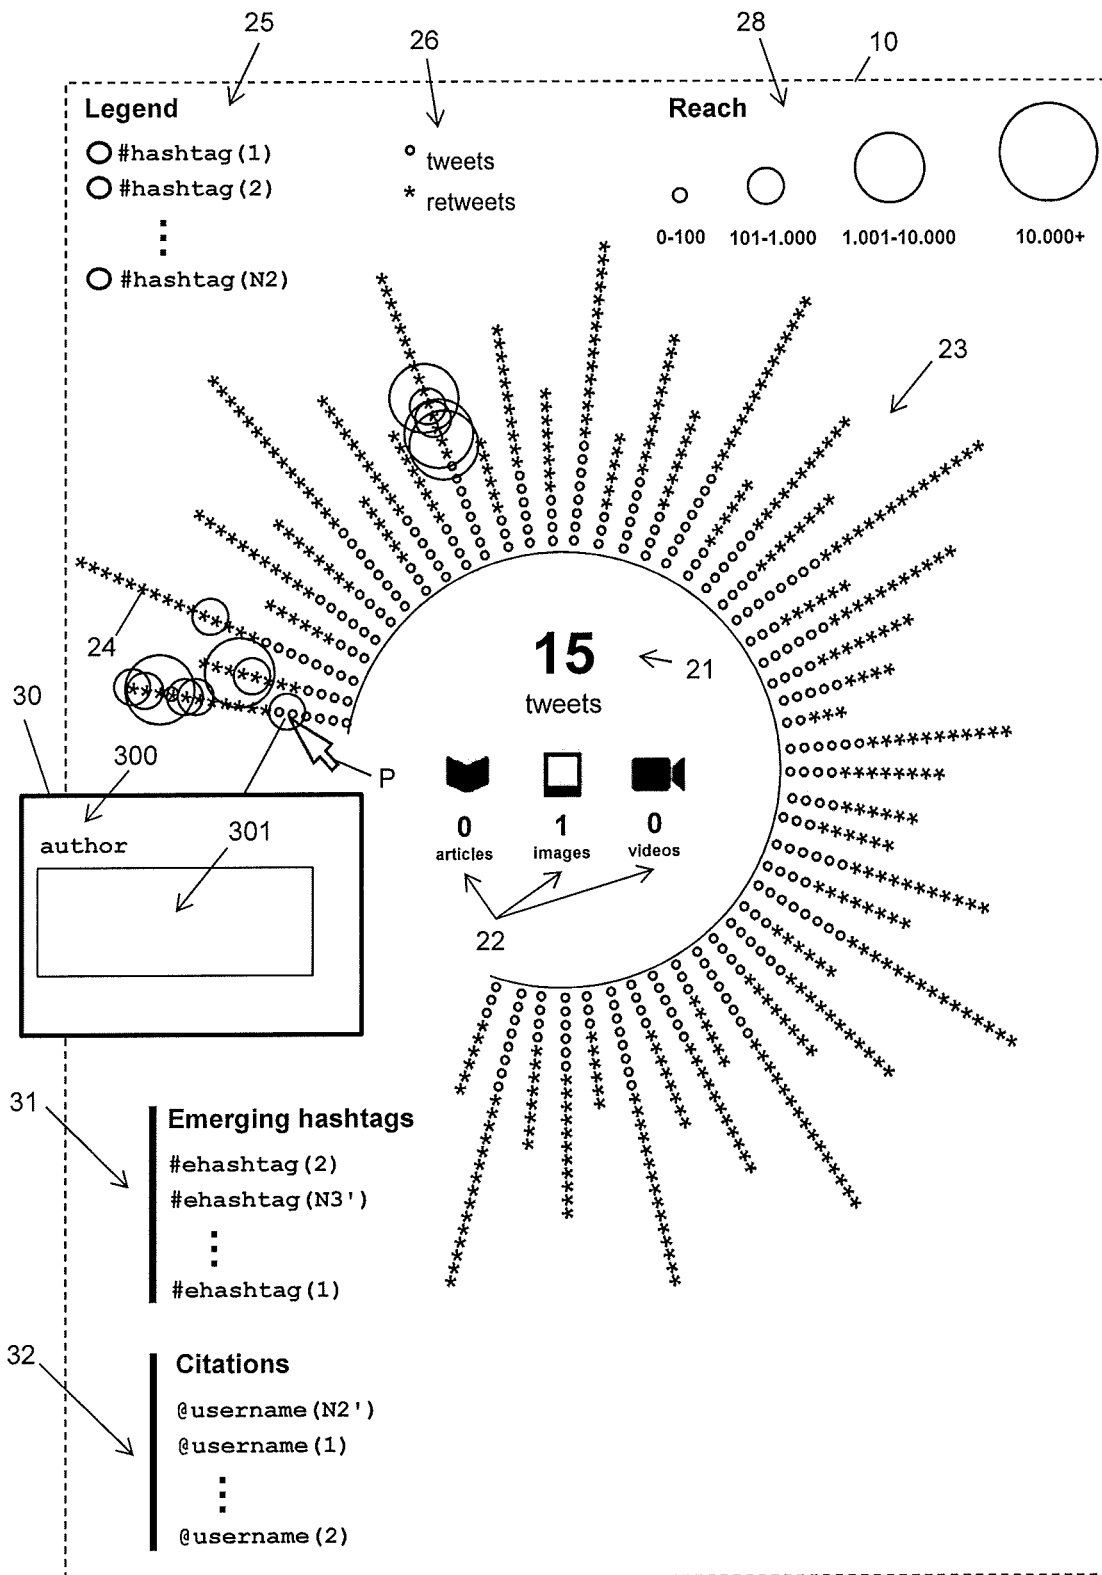 25
26
28
10
Legend
#hashtag(1)
#hashtag(2)
#hashtag(N2)
tweets
retweets
Reach
0-100
101-1.000
1.001-10.000
10.000+
23
24
15
tweets
21
30
300
P
author
301
0
articles
1
images
0
videos
22
31
Emerging hashtags
#ehashtag(2)
#ehashtag(N3')
#ehashtag(1)
32
Citations
@username(N2')
@username(1)
@username(2)